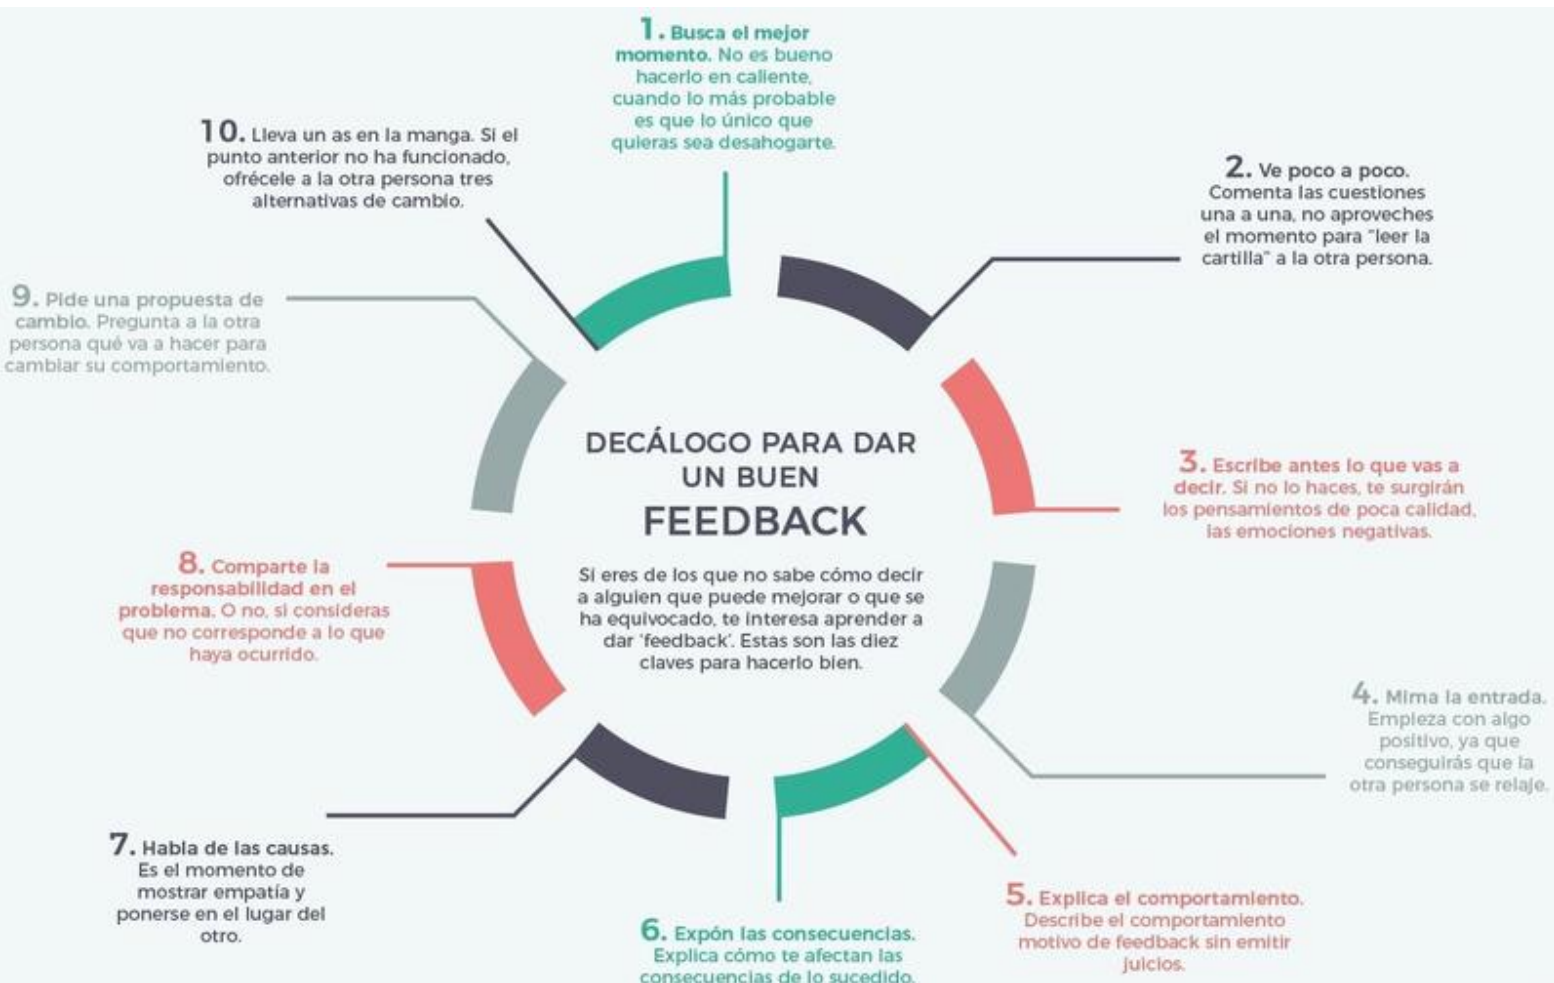 DECÁLOGO PARA DAR
UN BUEN
FEEDBACK
Si eres de los que no sabe cómo decir
a alguien que puede mejorar o que se
ha equivocado, te interesa aprender a
dar 'feedback'. Estas son las diez
claves para hacerlo bien.
1. Busca el mejor
momento. No es bueno
hacerlo en caliente,
cuando lo más probable
es que lo único que
quieras sea desahogarte.
2. Ve poco a poco.
Comenta las cuestiones
una a una, no aproveches
el momento para "leer la
cartilla" a la otra persona.
3. Escribe antes lo que vas a
decir. Si no lo haces, te surgirán
los pensamientos de poca calidad,
las emociones negativas.
4. Mima la entrada.
Empieza con algo
positivo, ya que
conseguirás que la
otra persona se relaje.
5. Explica el comportamiento.
Describe el comportamiento
motivo de feedback sin emitir
juicios.
6. Expón las consecuencias.
Explica cómo te afectan las
consecuencias de lo sucedido.
7. Habla de las causas.
Es el momento de
mostrar empatía y
ponerse en el lugar del
otro.
8. Comparte la
responsabilidad en el
problema. O no, si consideras
que no corresponde a lo que
haya ocurrido.
9. Pide una propuesta de
cambio. Pregunta a la otra
persona qué va a hacer para
cambiar su comportamiento.
10. Lleva un as en la manga. Si el
punto anterior no ha funcionado,
ofrécele a la otra persona tres
alternativas de cambio.